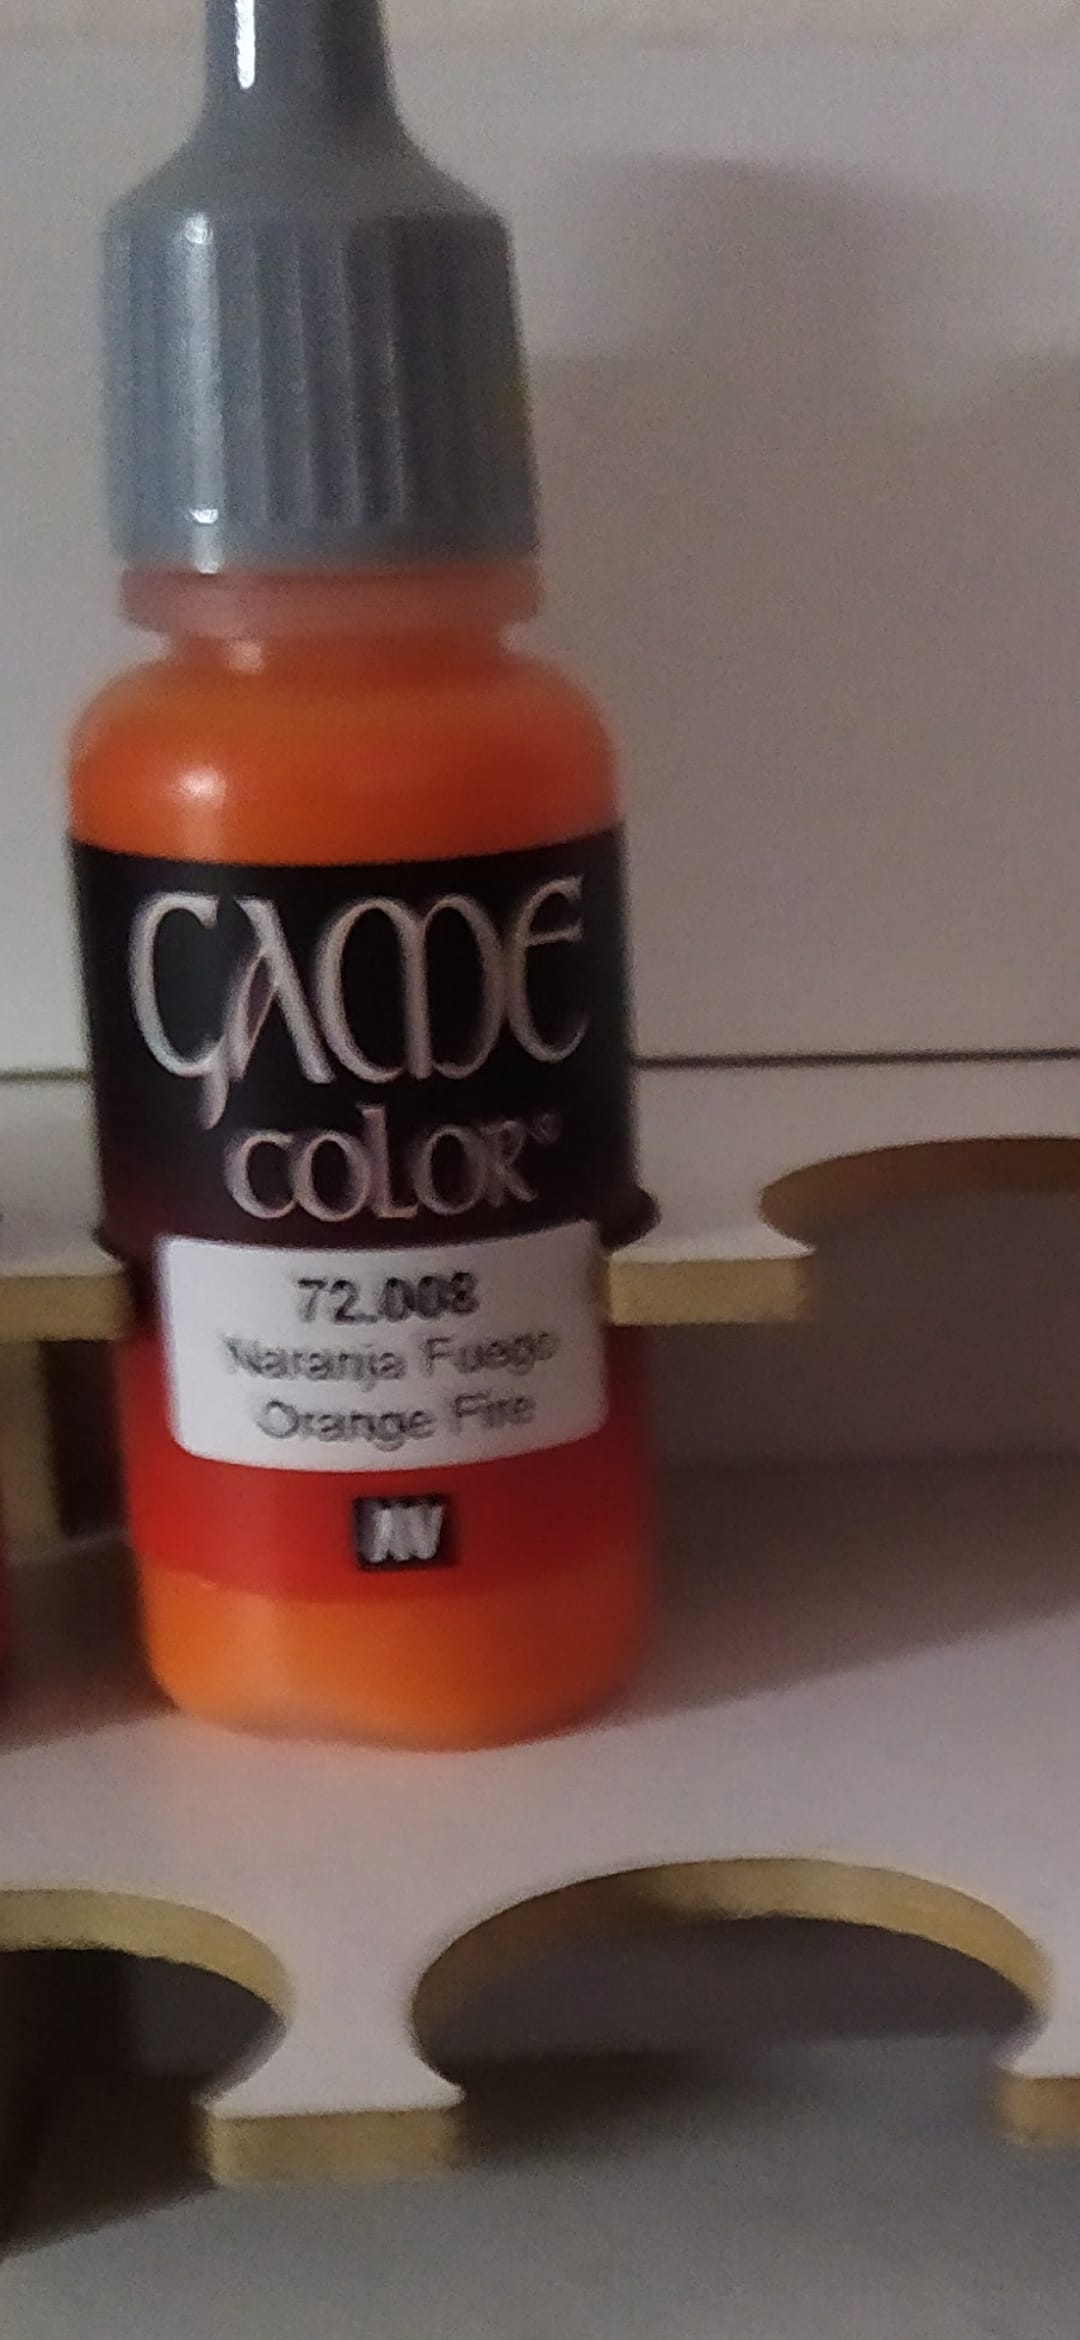 GAME
COLOR®
72.008
Naranja Fuego
Orange Fire
AV